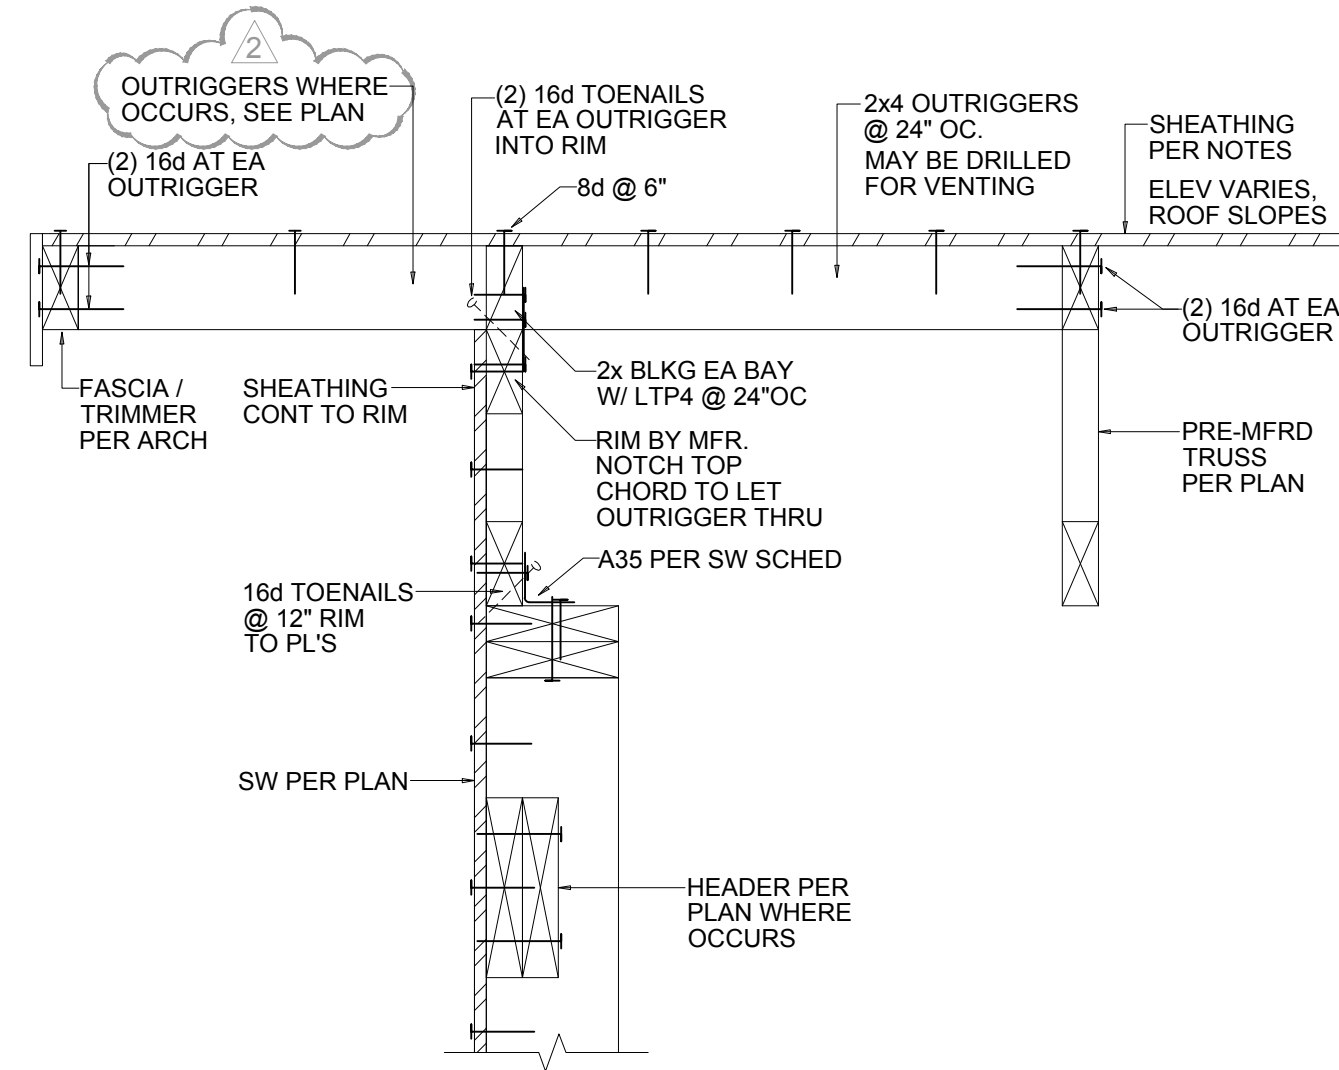 2
OUTRIGGERS WHERE
OCCURS, SEE PLAN
(2) 16d AT EA
OUTRIGGER
(2) 16d TOENAILS
AT EA OUTRIGGER
INTO RIM
8d @ 6"
2x4 OUTRIGGERS
@ 24" OC.
MAY BE DRILLED
FOR VENTING
SHEATHING
PER NOTES
ELEV VARIES,
ROOF SLOPES
(2) 16d AT EA
OUTRIGGER
FASCIA /
TRIMMER
PER ARCH
SHEATHING
CONT TO RIM
2x BLKG EA BAY
W/ LTP4 @ 24"OC
RIM BY MFR.
NOTCH TOP
CHORD TO LET
OUTRIGGER THRU
PRE-MFRD
TRUSS
PER PLAN
A35 PER SW SCHED
16d TOENAILS
@ 12" RIM
TO PL'S
SW PER PLAN
HEADER PER
PLAN WHERE
OCCURS